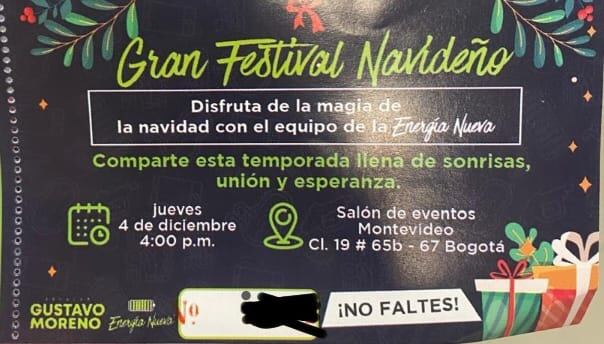 Gran Festival Navideño
Disfruta de la magia de
la navidad con el equipo de la Energía Nueva
Comparte esta temporada llena de sonrisas,
unión y esperanza.
jueves
4 de diciembre
4:00 p.m.
Salón de eventos
Montevideo
Cl. 19 # 65b - 67 Bogotá
GUSTAVO
MORENO
Energía Nueva
Nº
¡NO FALTES!